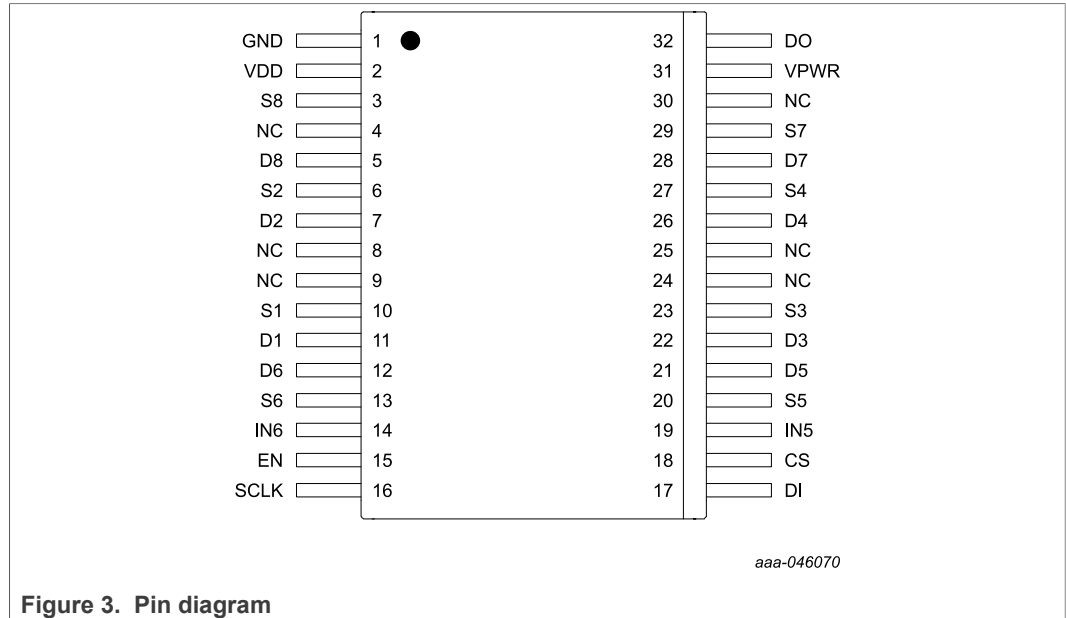 GND 1 32 DO
VDD 2 31 VPWR
S8 3 30 NC
NC 4 29 S7
D8 5 28 D7
S2 6 27 S4
D2 7 26 D4
NC 8 25 NC
NC 9 24 NC
S1 10 23 S3
D1 11 22 D3
D6 12 21 D5
S6 13 20 S5
IN6 14 19 IN5
EN 15 18 CS
SCLK 16 17 DI
aaa-046070
Figure 3. Pin diagram